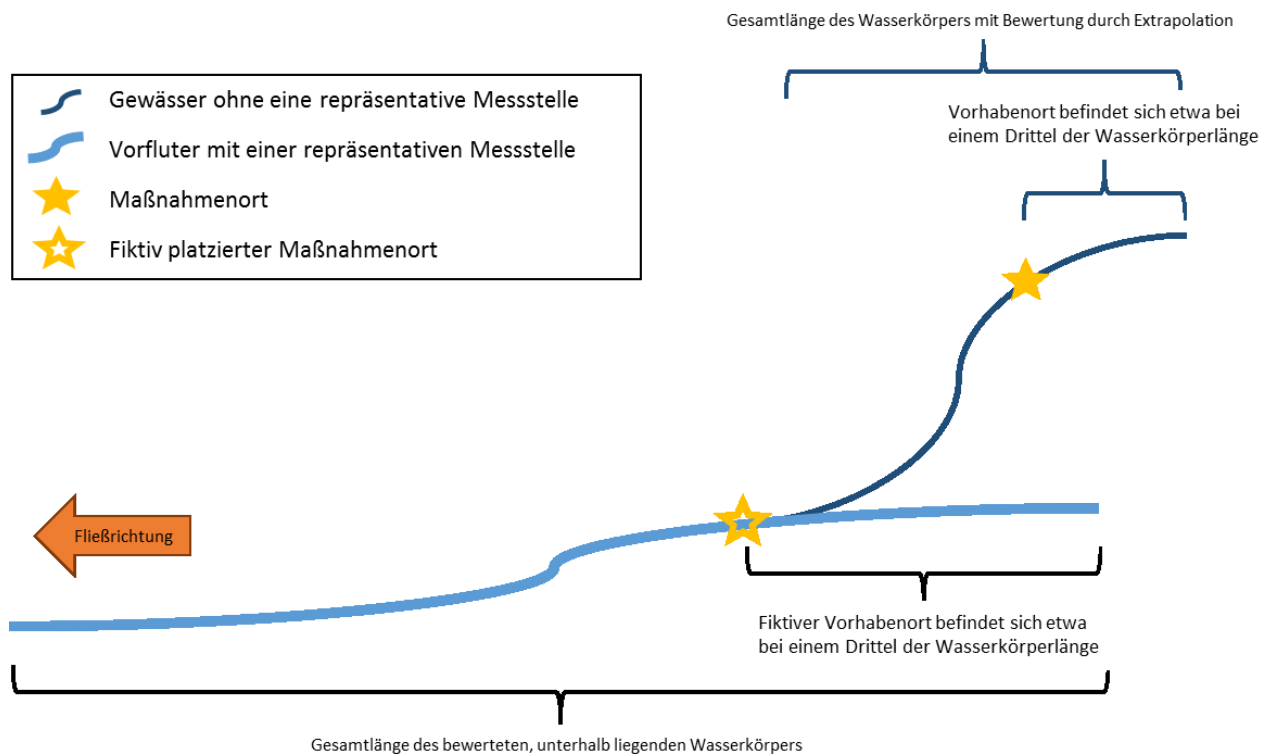 Gesamtlänge des Wasserkörpers mit Bewertung durch Extrapolation
Gewässer ohne eine repräsentative Messstelle
Vorfluter mit einer repräsentativen Messstelle
Maßnahmenort
Fiktiv platzierter Maßnahmenort
Vorhabenort befindet sich etwa bei
einem Drittel der Wasserkörperlänge
Fließrichtung
Fiktiver Vorhabenort befindet sich etwa
bei einem Drittel der Wasserkörperlänge
Gesamtlänge des bewerteten, unterhalb liegenden Wasserkörpers